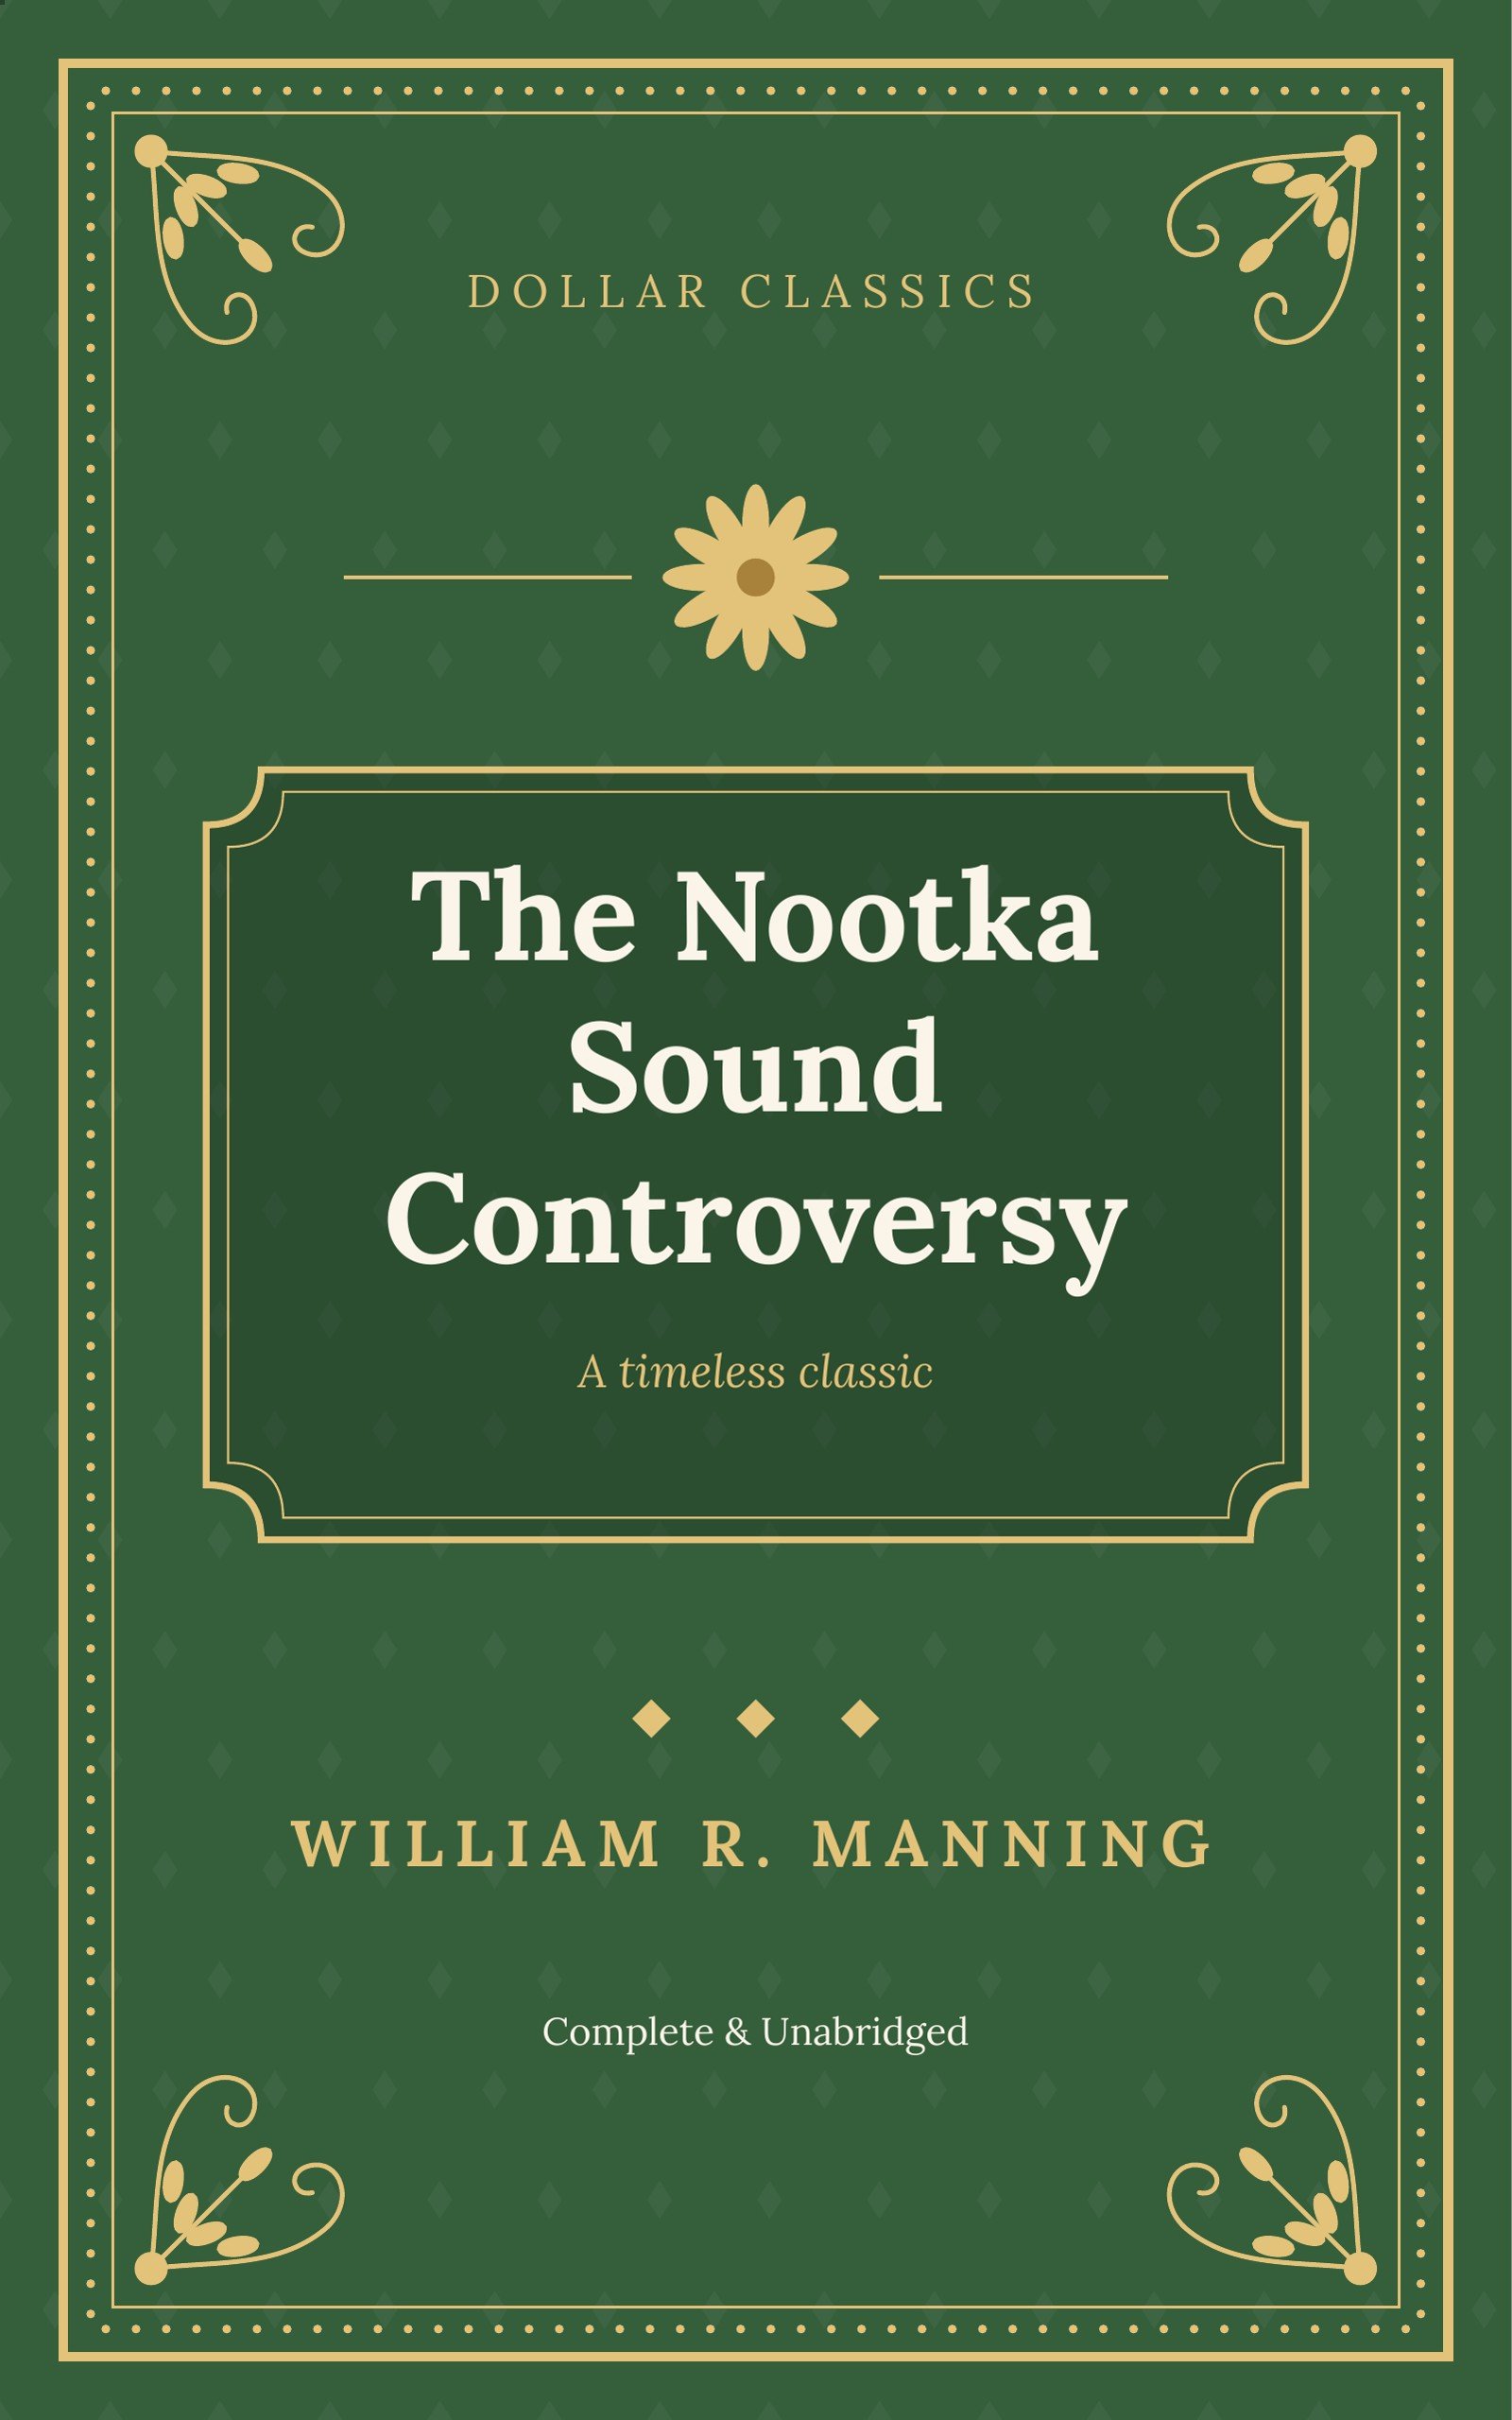 DOLLAR CLASSICS
The Nootka
Sound
Controversy
A timeless classic
WILLIAM R. MANNING
Complete & Unabridged